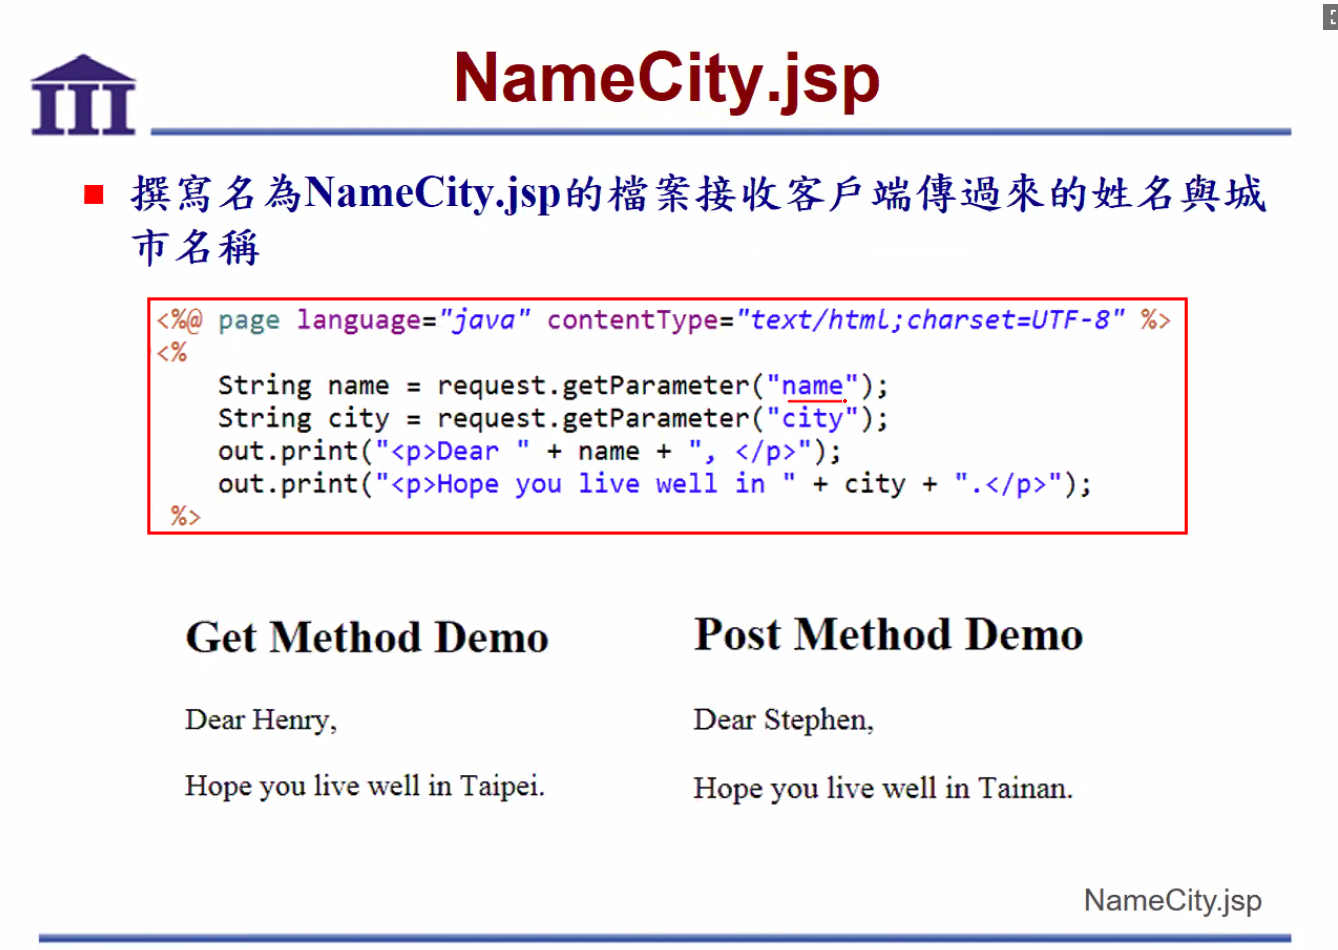 NameCity.jsp
撰寫名為NameCity.jsp的檔案接收客戶端傳過來的姓名與城
市名稱
<%@ page language="java" contentType="text/html;charset=UTF-8" %>
<%
    String name = request.getParameter("name");
    String city = request.getParameter("city");
    out.print("<p>Dear " + name + ", </p>");
    out.print("<p>Hope you live well in " + city + ".</p>");
%>
Get Method Demo
Dear Henry,
Hope you live well in Taipei.
Post Method Demo
Dear Stephen,
Hope you live well in Tainan.
NameCity.jsp